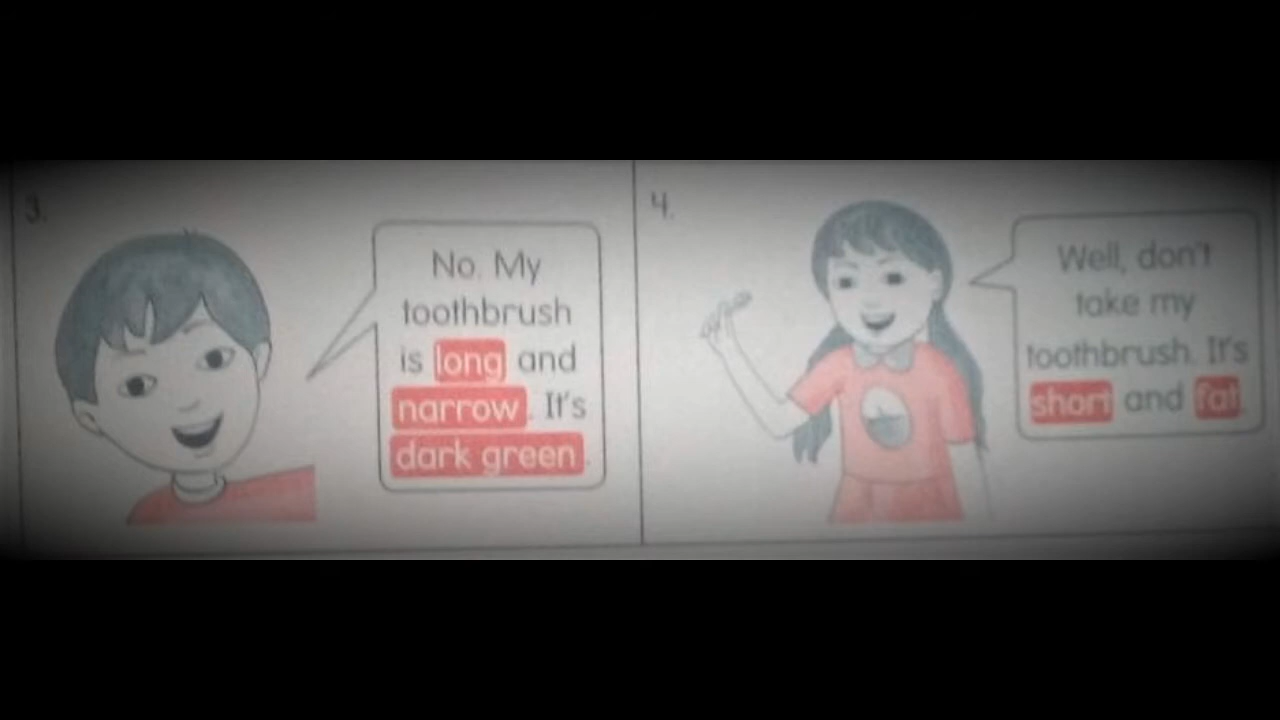 3.
No. My
toothbrush
is long and
narrow. It's
dark green.
4.
Well, don't
take my
toothbrush. It's
short and fat.